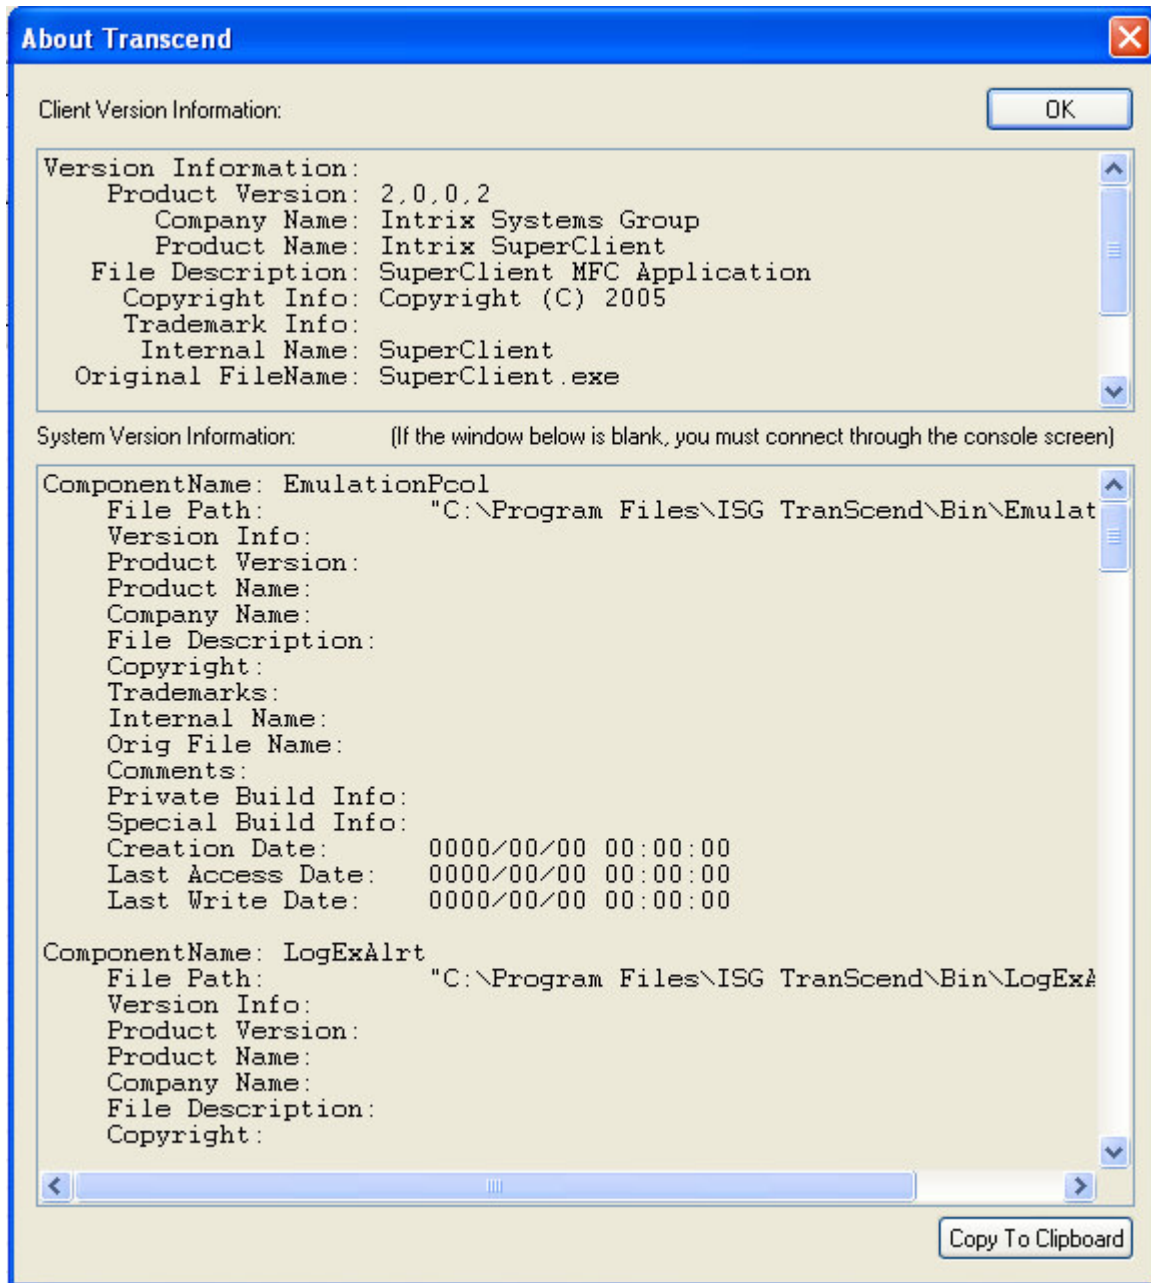 About Transcend
Client Version Information:
OK
Version Information:
Product Version: 2,0,0,2
Company Name: Intrix Systems Group
Product Name: Intrix SuperClient
File Description: SuperClient MFC Application
Copyright Info: Copyright (C) 2005
Trademark Info:
Internal Name: SuperClient
Original FileName: SuperClient.exe
System Version Information: (If the window below is blank, you must connect through the console screen)
ComponentName: EmulationPcol
File Path: "C:\Program Files\ISG TranScend\Bin\Emulat
Version Info:
Product Version:
Product Name:
Company Name:
File Description:
Copyright:
Trademarks:
Internal Name:
Orig File Name:
Comments:
Private Build Info:
Special Build Info:
Creation Date: 0000/00/00 00:00:00
Last Access Date: 0000/00/00 00:00:00
Last Write Date: 0000/00/00 00:00:00
ComponentName: LogExAlrt
File Path: "C:\Program Files\ISG TranScend\Bin\LogExA
Version Info:
Product Version:
Product Name:
Company Name:
File Description:
Copyright:
Copy To Clipboard